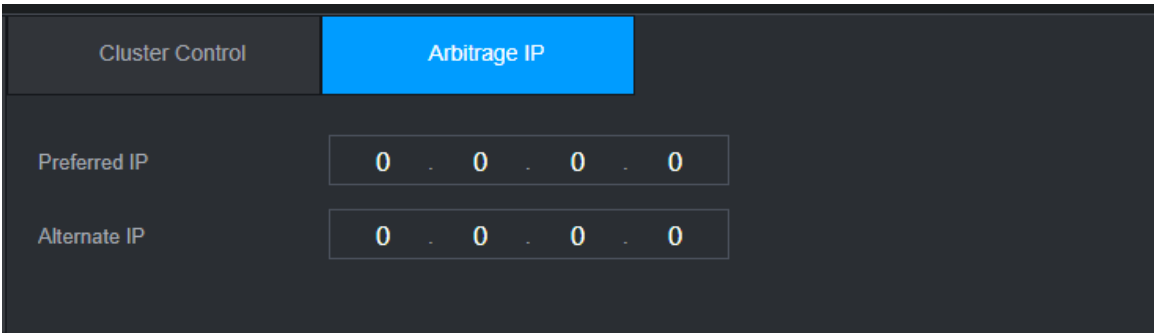 Cluster Control Arbitrage IP
Preferred IP 0 . 0 . 0 . 0
Alternate IP 0 . 0 . 0 . 0